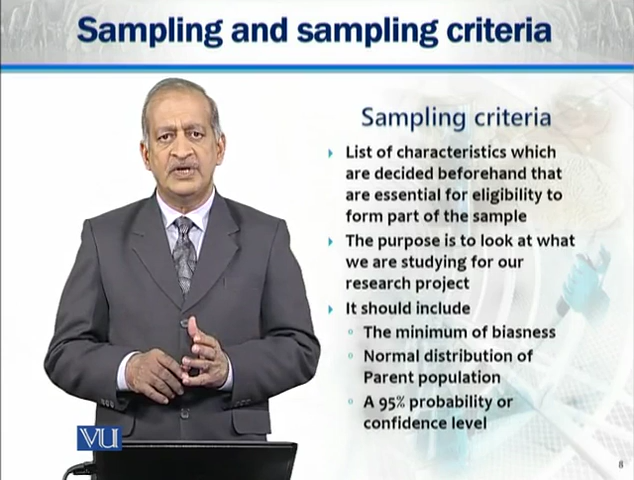 Sampling and sampling criteria
Sampling criteria
List of characteristics which
are decided beforehand that
are essential for eligibility to
form part of the sample
The purpose is to look at what
we are studying for our
research project
It should include
The minimum of biasness
Normal distribution of
Parent population
A 95% probability or
confidence level
VU
8